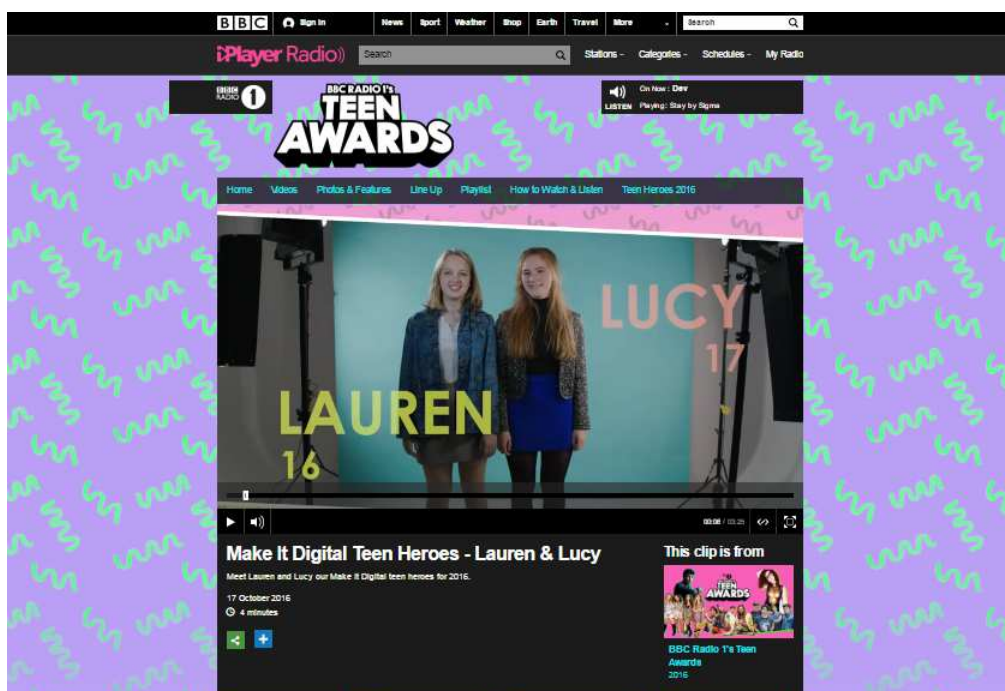 BBC Sign in News Sport Weather Shop Earth Travel More Search
iPlayer Radio Search Stations Categories Schedules My Radio
BBC RADIO 1
BBC RADIO 1's
TEEN
AWARDS
On Now : Dev
LISTEN Playing: Stay by Sigma
Home Videos Photos & Features Line Up Playlist How to Watch & Listen Teen Heroes 2016
LUCY
17
LAUREN
16
00:08 / 03:25
Make It Digital Teen Heroes - Lauren & Lucy
Meet Lauren and Lucy our Make It Digital teen heroes for 2016.
17 October 2016
4 minutes
This clip is from
TEEN
AWARDS
BBC Radio 1's Teen
Awards
2016